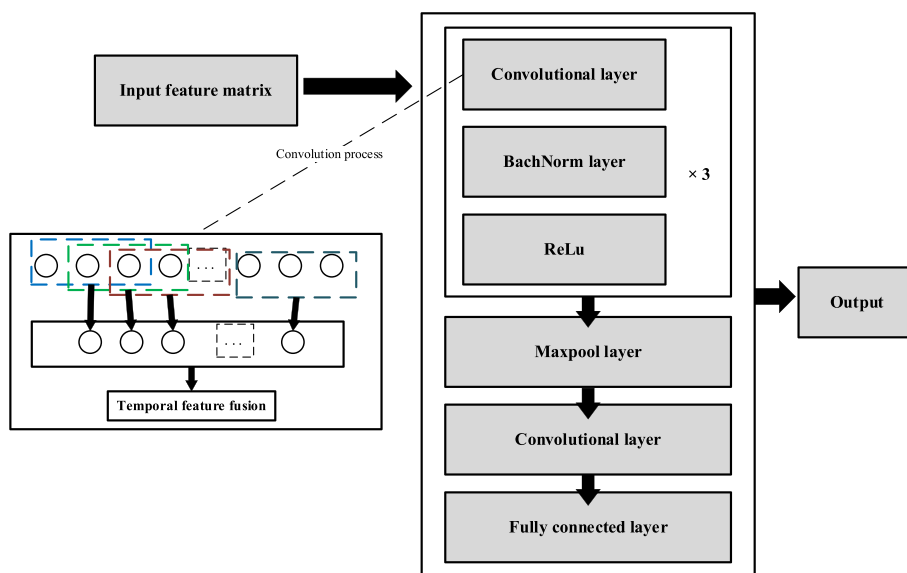 Input feature matrix
Convolution process
Convolutional layer
BachNorm layer
× 3
ReLu
Maxpool layer
Convolutional layer
Fully connected layer
Output
...
...
Temporal feature fusion